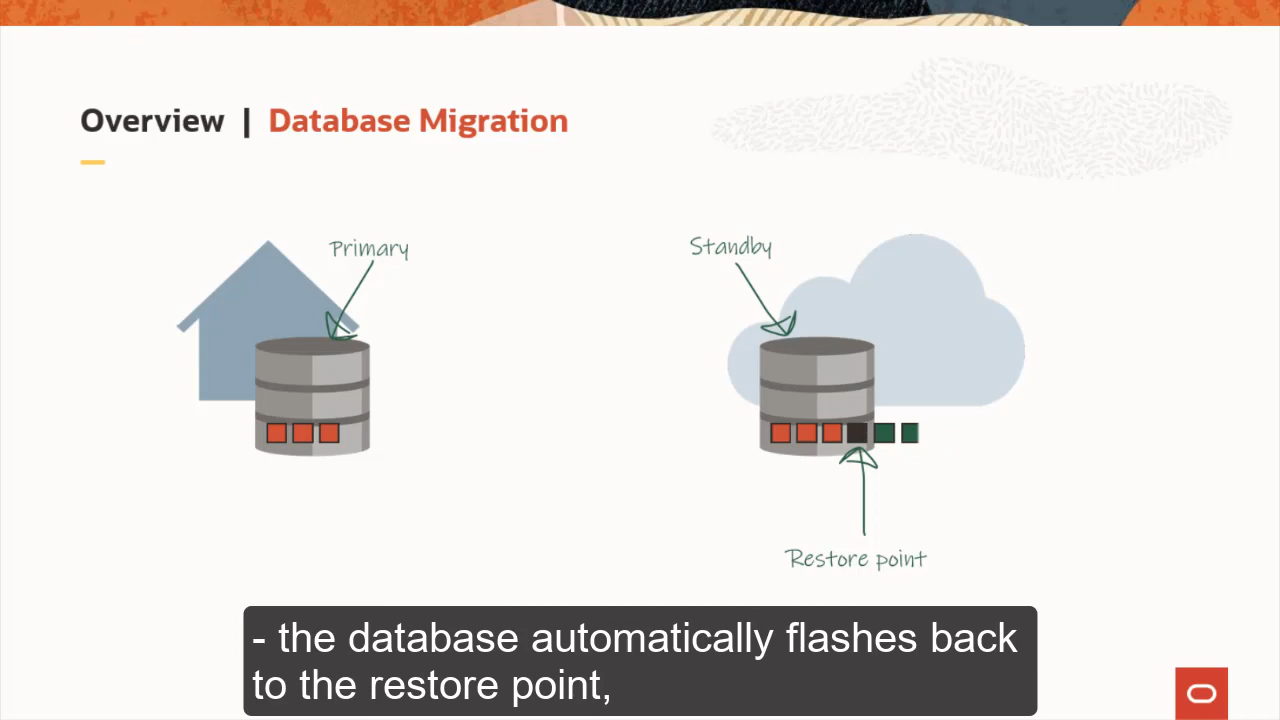 Overview | Database Migration
Primary
Standby
Restore point
- the database automatically flashes back
to the restore point,